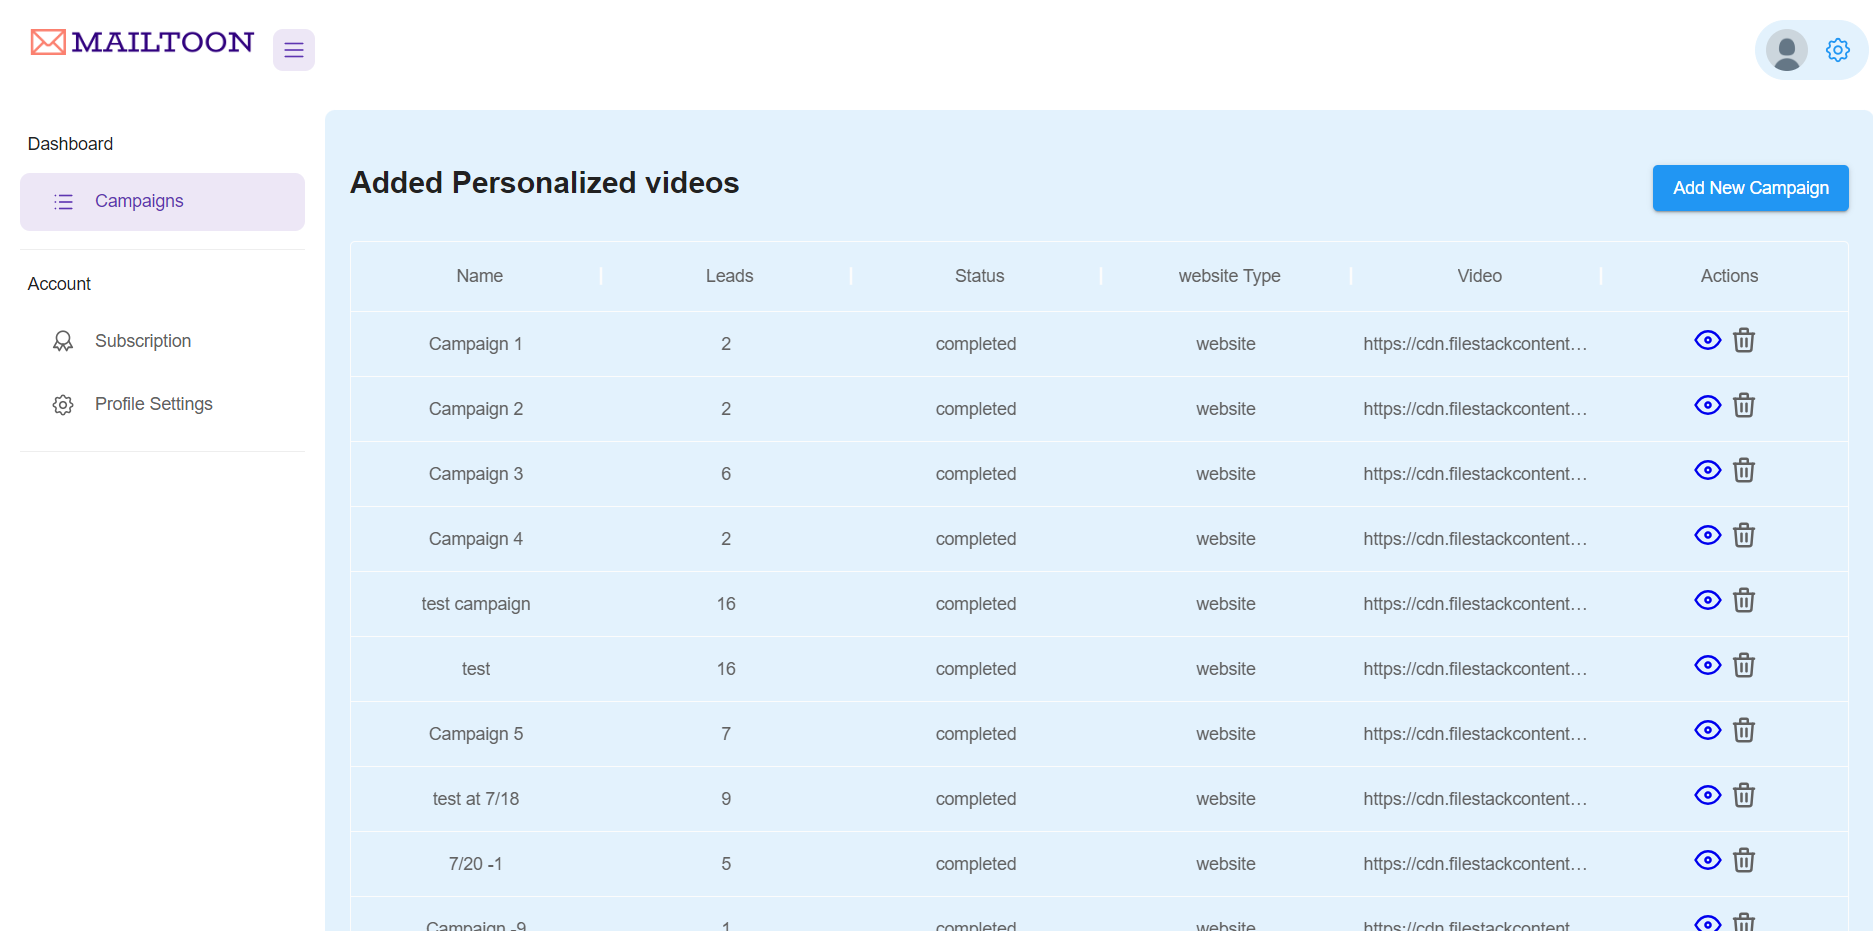 MAILTOON
Dashboard
Campaigns
Account
Subscription
Profile Settings
Added Personalized videos
Add New Campaign
Name Leads Status website Type Video Actions
Campaign 1 2 completed website https://cdn.filestackcontent…
Campaign 2 2 completed website https://cdn.filestackcontent…
Campaign 3 6 completed website https://cdn.filestackcontent…
Campaign 4 2 completed website https://cdn.filestackcontent…
test campaign 16 completed website https://cdn.filestackcontent…
test 16 completed website https://cdn.filestackcontent…
Campaign 5 7 completed website https://cdn.filestackcontent…
test at 7/18 9 completed website https://cdn.filestackcontent…
7/20 -1 5 completed website https://cdn.filestackcontent…
Campaign -9 1 completed website https://cdn.filestackcontent…